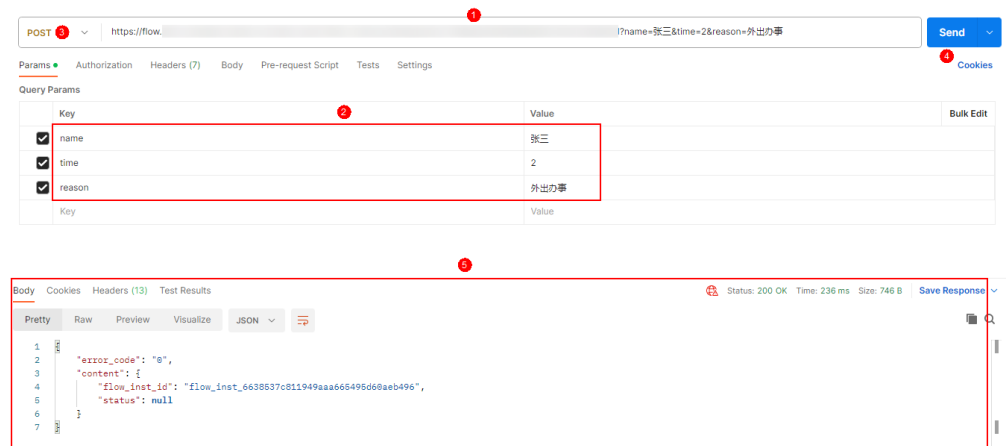 1
POST 3 https://flow. l?name=张三&time=2&reason=外出办事 Send
4
Params Authorization Headers (7) Body Pre-request Script Tests Settings Cookies
Query Params
Key 2 Value Bulk Edit
name 张三
time 2
reason 外出办事
Key Value
5
Body Cookies Headers (13) Test Results Status: 200 OK Time: 236 ms Size: 746 B Save Response
Pretty Raw Preview Visualize JSON
1 {
2 "error_code": "0",
3 "content": {
4 "flow_inst_id": "flow_inst_6638537c811949aaa665495d60aeb496",
5 "status": null
6 }
7 }